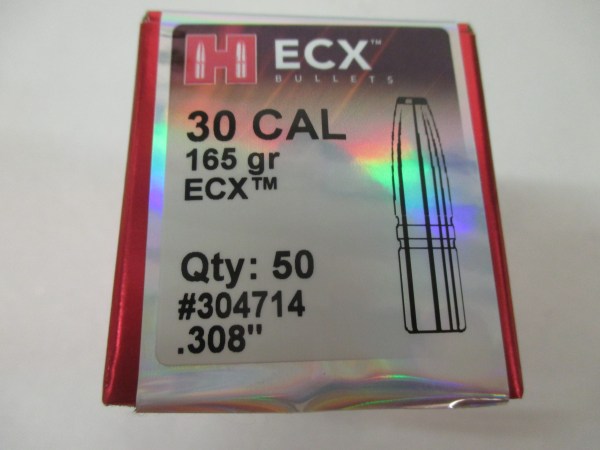 H ECX™
BULLETS
30 CAL
165 gr
ECX™
Qty: 50
#304714
.308"